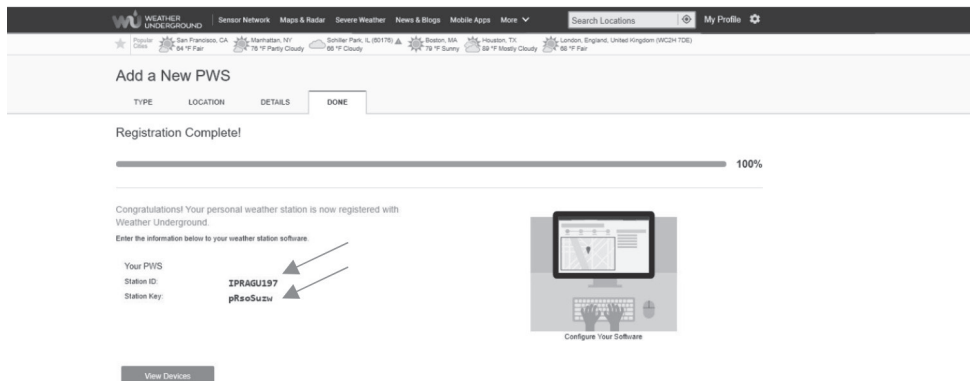 WEATHER UNDERGROUND Sensor Network Maps & Radar Severe Weather News & Blogs Mobile Apps More Search Locations My Profile
Popular Cities San Francisco, CA 64 °F Fair Manhattan, NY 76 °F Partly Cloudy Schiller Park, IL (60176) 66 °F Cloudy Boston, MA 79 °F Sunny Houston, TX 89 °F Mostly Cloudy London, England, United Kingdom (WC2H 7DE) 68 °F Fair
Add a New PWS
TYPE LOCATION DETAILS DONE
Registration Complete!
100%
Congratulations! Your personal weather station is now registered with
Weather Underground.
Enter the information below to your weather station software.
Your PWS
Station ID: IPRAGU197
Station Key: pRsoSuzw
Configure Your Software
View Devices